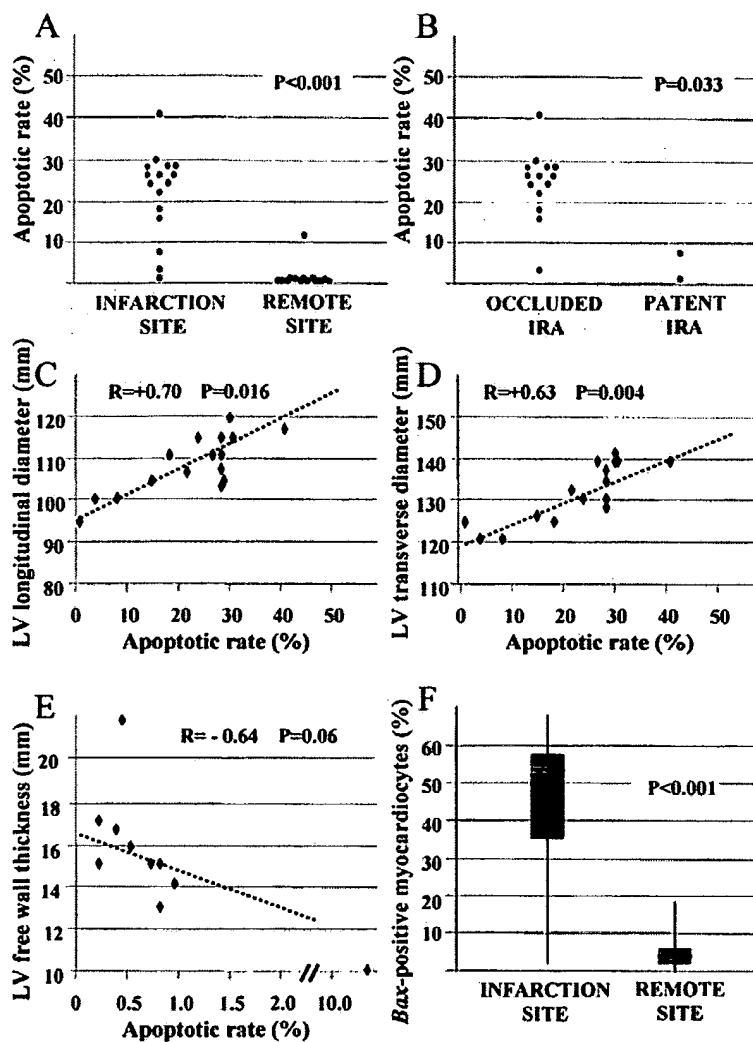 A
Apoptotic rate (%)
50
40
30
20
10
P<0.001
INFARCTION
SITE
REMOTE
SITE
B
Apoptotic rate (%)
50
40
30
20
10
P=0.033
OCCLUDED
IRA
PATENT
IRA
C
LV longitudinal diameter (mm)
R=+0.70 P=0.016
120
110
100
90
80
0 10 20 30 40 50
Apoptotic rate (%)
D
LV transverse diameter (mm)
R=+0.63 P=0.004
150
140
130
120
110
0 10 20 30 40 50
Apoptotic rate (%)
E
LV free wall thickness (mm)
R= - 0.64 P=0.06
20
18
16
14
12
10
0 0.5 1.0 1.5 2.0 // 10.0
Apoptotic rate (%)
F
Bax-positive myocardiocytes (%)
60
50
40
30
20
10
P<0.001
INFARCTION
SITE
REMOTE
SITE